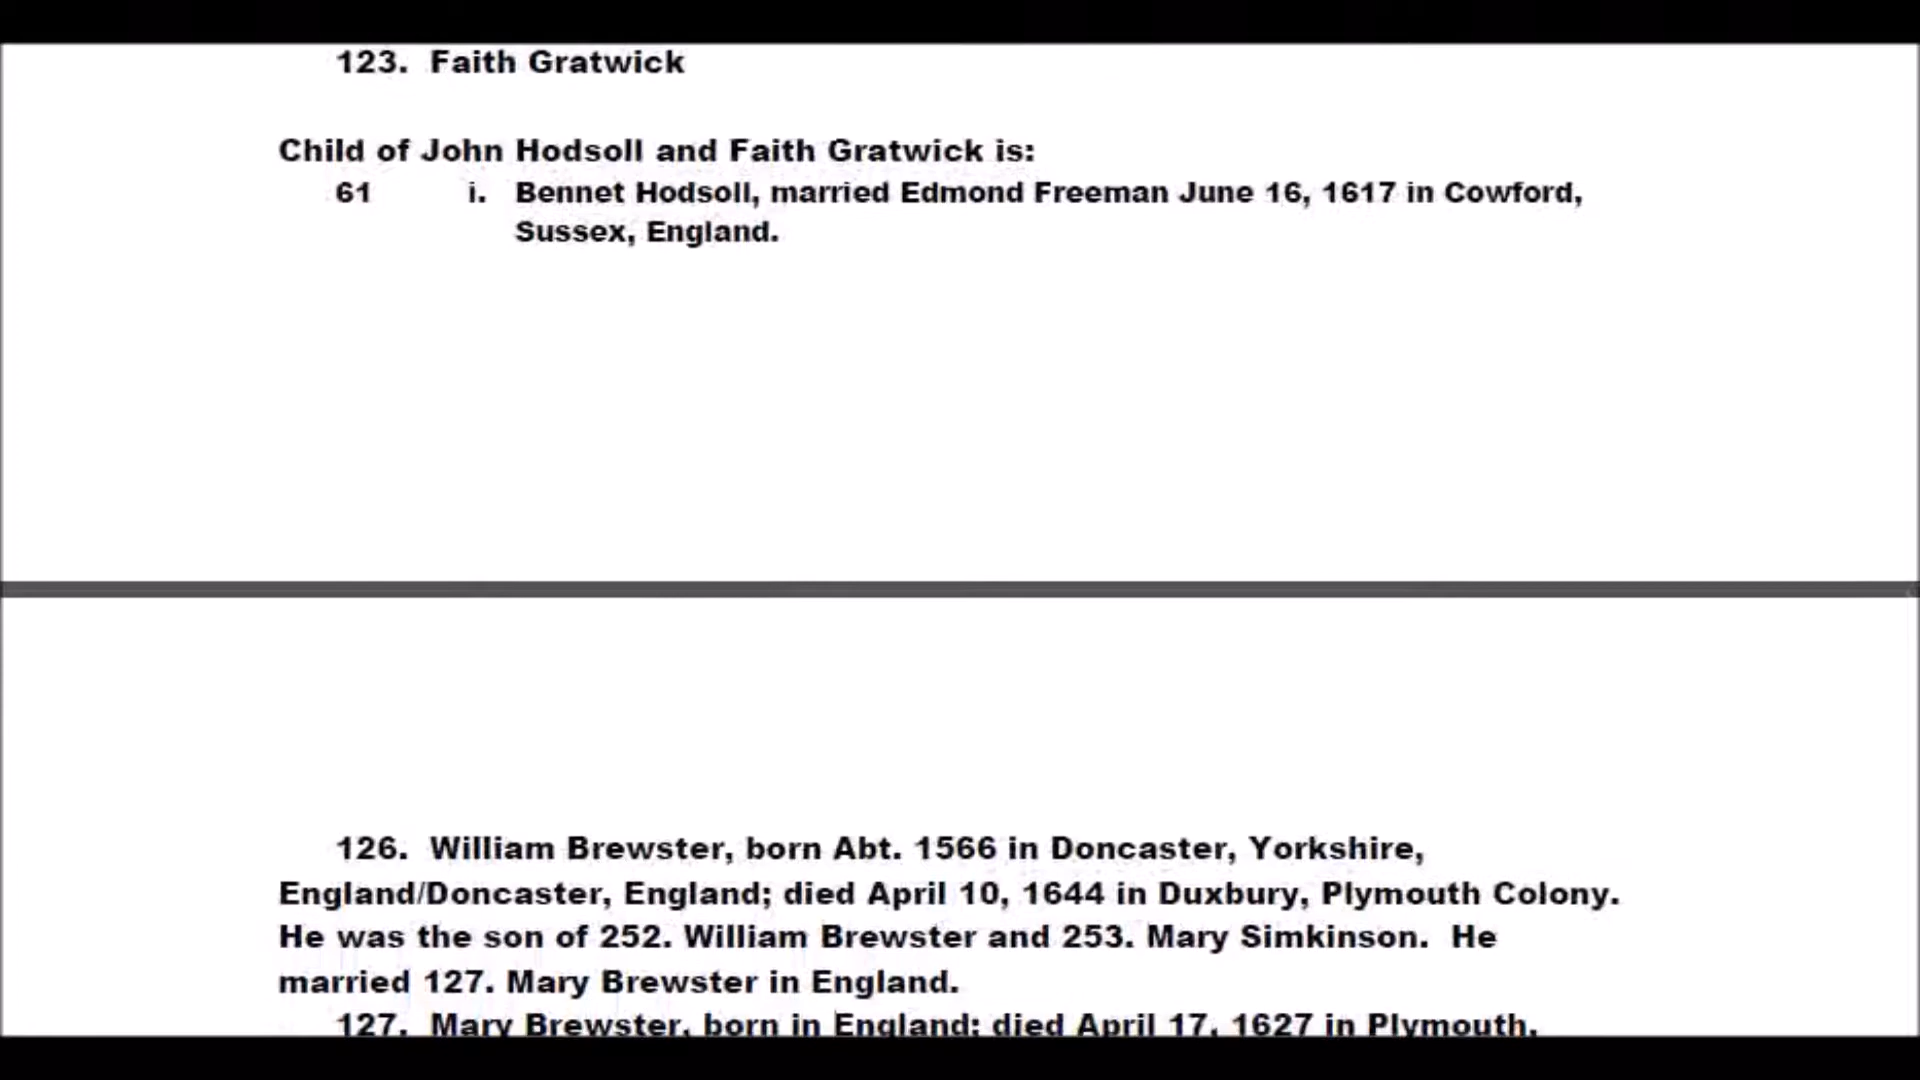 123. Faith Gratwick
Child of John Hodsoll and Faith Gratwick is:
61 i. Bennet Hodsoll, married Edmond Freeman June 16, 1617 in Cowford,
Sussex, England.
126. William Brewster, born Abt. 1566 in Doncaster, Yorkshire,
England/Doncaster, England; died April 10, 1644 in Duxbury, Plymouth Colony.
He was the son of 252. William Brewster and 253. Mary Simkinson. He
married 127. Mary Brewster in England.
127. Mary Brewster, born in England; died April 17, 1627 in Plymouth,